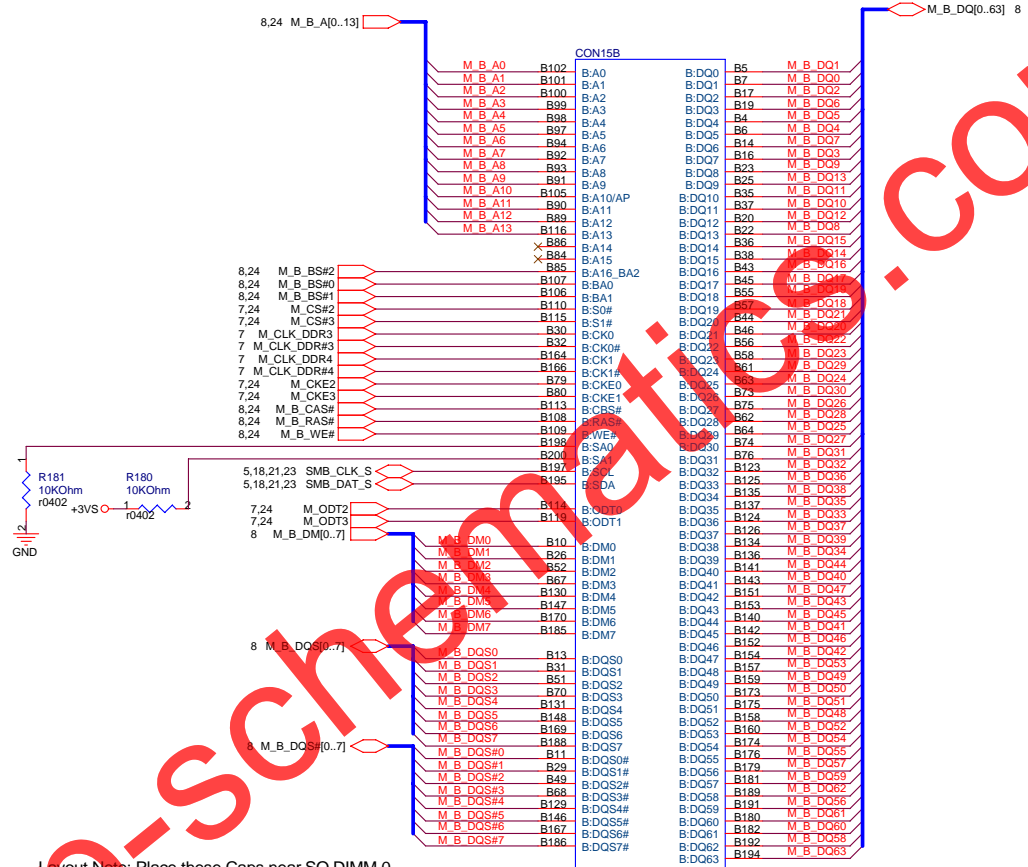 8,24 M_B_A[0..13]
M_B_DQ[0..63] 8
CON15B
M_B_A0 B102 B:A0
M_B_A1 B101 B:A1
M_B_A2 B100 B:A2
M_B_A3 B99 B:A3
M_B_A4 B98 B:A4
M_B_A5 B97 B:A5
M_B_A6 B94 B:A6
M_B_A7 B92 B:A7
M_B_A8 B93 B:A8
M_B_A9 B91 B:A9
M_B_A10 B105 B:A10/AP
M_B_A11 B90 B:A11
M_B_A12 B89 B:A12
M_B_A13 B116 B:A13
B86 B:A14
B84 B:A15
8,24 M_B_BS#2 B85 B:A16_BA2
8,24 M_B_BS#0 B107 B:BA0
8,24 M_B_BS#1 B106 B:BA1
7,24 M_CS#2 B110 B:S0#
7,24 M_CS#3 B115 B:S1#
7 M_CLK_DDR3 B30 B:CK0
7 M_CLK_DDR#3 B32 B:CK0#
7 M_CLK_DDR4 B164 B:CK1
7 M_CLK_DDR#4 B166 B:CK1#
7,24 M_CKE2 B79 B:CKE0
7,24 M_CKE3 B80 B:CKE1
8,24 M_B_CAS# B113 B:CBS#
8,24 M_B_RAS# B108 B:RAS#
8,24 M_B_WE# B109 B:WE#
B198 B:SA0
B200 B:SA1
5,18,21,23 SMB_CLK_S B197 B:SCL
5,18,21,23 SMB_DAT_S B195 B:SDA
1
R181
10KOhm
r0402
2
GND
+3VS
R180
10KOhm
1 2
r0402
7,24 M_ODT2 B114 B:ODT0
7,24 M_ODT3 B119 B:ODT1
8 M_B_DM[0..7]
M_B_DM0 B10 B:DM0
M_B_DM1 B26 B:DM1
M_B_DM2 B52 B:DM2
M_B_DM3 B67 B:DM3
M_B_DM4 B130 B:DM4
M_B_DM5 B147 B:DM5
M_B_DM6 B170 B:DM6
M_B_DM7 B185 B:DM7
8 M_B_DQS[0..7]
M_B_DQS0 B13 B:DQS0
M_B_DQS1 B31 B:DQS1
M_B_DQS2 B51 B:DQS2
M_B_DQS3 B70 B:DQS3
M_B_DQS4 B131 B:DQS4
M_B_DQS5 B148 B:DQS5
M_B_DQS6 B169 B:DQS6
M_B_DQS7 B188 B:DQS7
8 M_B_DQS#[0..7]
M_B_DQS#0 B11 B:DQS0#
M_B_DQS#1 B29 B:DQS1#
M_B_DQS#2 B49 B:DQS2#
M_B_DQS#3 B68 B:DQS3#
M_B_DQS#4 B129 B:DQS4#
M_B_DQS#5 B146 B:DQS5#
M_B_DQS#6 B167 B:DQS6#
M_B_DQS#7 B186 B:DQS7#
B:DQ0 B5 M_B_DQ1
B:DQ1 B7 M_B_DQ0
B:DQ2 B17 M_B_DQ2
B:DQ3 B19 M_B_DQ6
B:DQ4 B4 M_B_DQ5
B:DQ5 B6 M_B_DQ4
B:DQ6 B14 M_B_DQ7
B:DQ7 B16 M_B_DQ3
B:DQ8 B23 M_B_DQ9
B:DQ9 B25 M_B_DQ13
B:DQ10 B35 M_B_DQ11
B:DQ11 B37 M_B_DQ10
B:DQ12 B20 M_B_DQ12
B:DQ13 B22 M_B_DQ8
B:DQ14 B36 M_B_DQ15
B:DQ15 B38 M_B_DQ14
B:DQ16 B43 M_B_DQ16
B:DQ17 B45 M_B_DQ17
B:DQ18 B55 M_B_DQ19
B:DQ19 B57 M_B_DQ18
B:DQ20 B44 M_B_DQ21
B:DQ21 B46 M_B_DQ20
B:DQ22 B56 M_B_DQ22
B:DQ23 B58 M_B_DQ23
B:DQ24 B61 M_B_DQ29
B:DQ25 B63 M_B_DQ24
B:DQ26 B73 M_B_DQ30
B:DQ27 B75 M_B_DQ26
B:DQ28 B62 M_B_DQ28
B:DQ29 B64 M_B_DQ25
B:DQ30 B74 M_B_DQ27
B:DQ31 B76 M_B_DQ31
B:DQ32 B123 M_B_DQ32
B:DQ33 B125 M_B_DQ36
B:DQ34 B135 M_B_DQ38
B:DQ35 B137 M_B_DQ35
B:DQ36 B124 M_B_DQ33
B:DQ37 B126 M_B_DQ37
B:DQ38 B134 M_B_DQ39
B:DQ39 B136 M_B_DQ34
B:DQ40 B141 M_B_DQ44
B:DQ41 B143 M_B_DQ40
B:DQ42 B151 M_B_DQ47
B:DQ43 B153 M_B_DQ43
B:DQ44 B140 M_B_DQ45
B:DQ45 B142 M_B_DQ41
B:DQ46 B152 M_B_DQ46
B:DQ47 B154 M_B_DQ42
B:DQ48 B157 M_B_DQ53
B:DQ49 B159 M_B_DQ49
B:DQ50 B173 M_B_DQ50
B:DQ51 B175 M_B_DQ51
B:DQ52 B158 M_B_DQ48
B:DQ53 B160 M_B_DQ52
B:DQ54 B174 M_B_DQ54
B:DQ55 B176 M_B_DQ55
B:DQ56 B179 M_B_DQ57
B:DQ57 B181 M_B_DQ59
B:DQ58 B189 M_B_DQ62
B:DQ59 B191 M_B_DQ56
B:DQ60 B180 M_B_DQ61
B:DQ61 B182 M_B_DQ60
B:DQ62 B192 M_B_DQ58
B:DQ63 B194 M_B_DQ63
Layout Note: Place these Caps near SO DIMM 0
-schematics.co